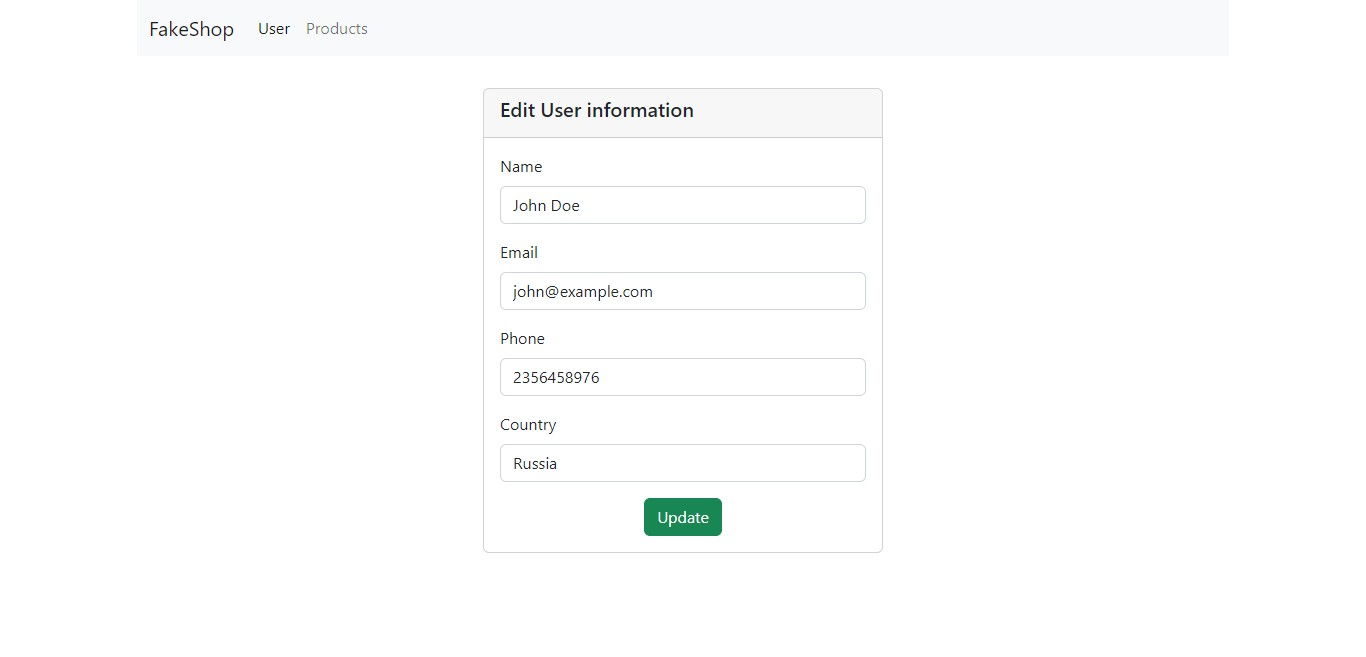 FakeShop User Products
Edit User information
Name
John Doe
Email
john@example.com
Phone
2356458976
Country
Russia
Update